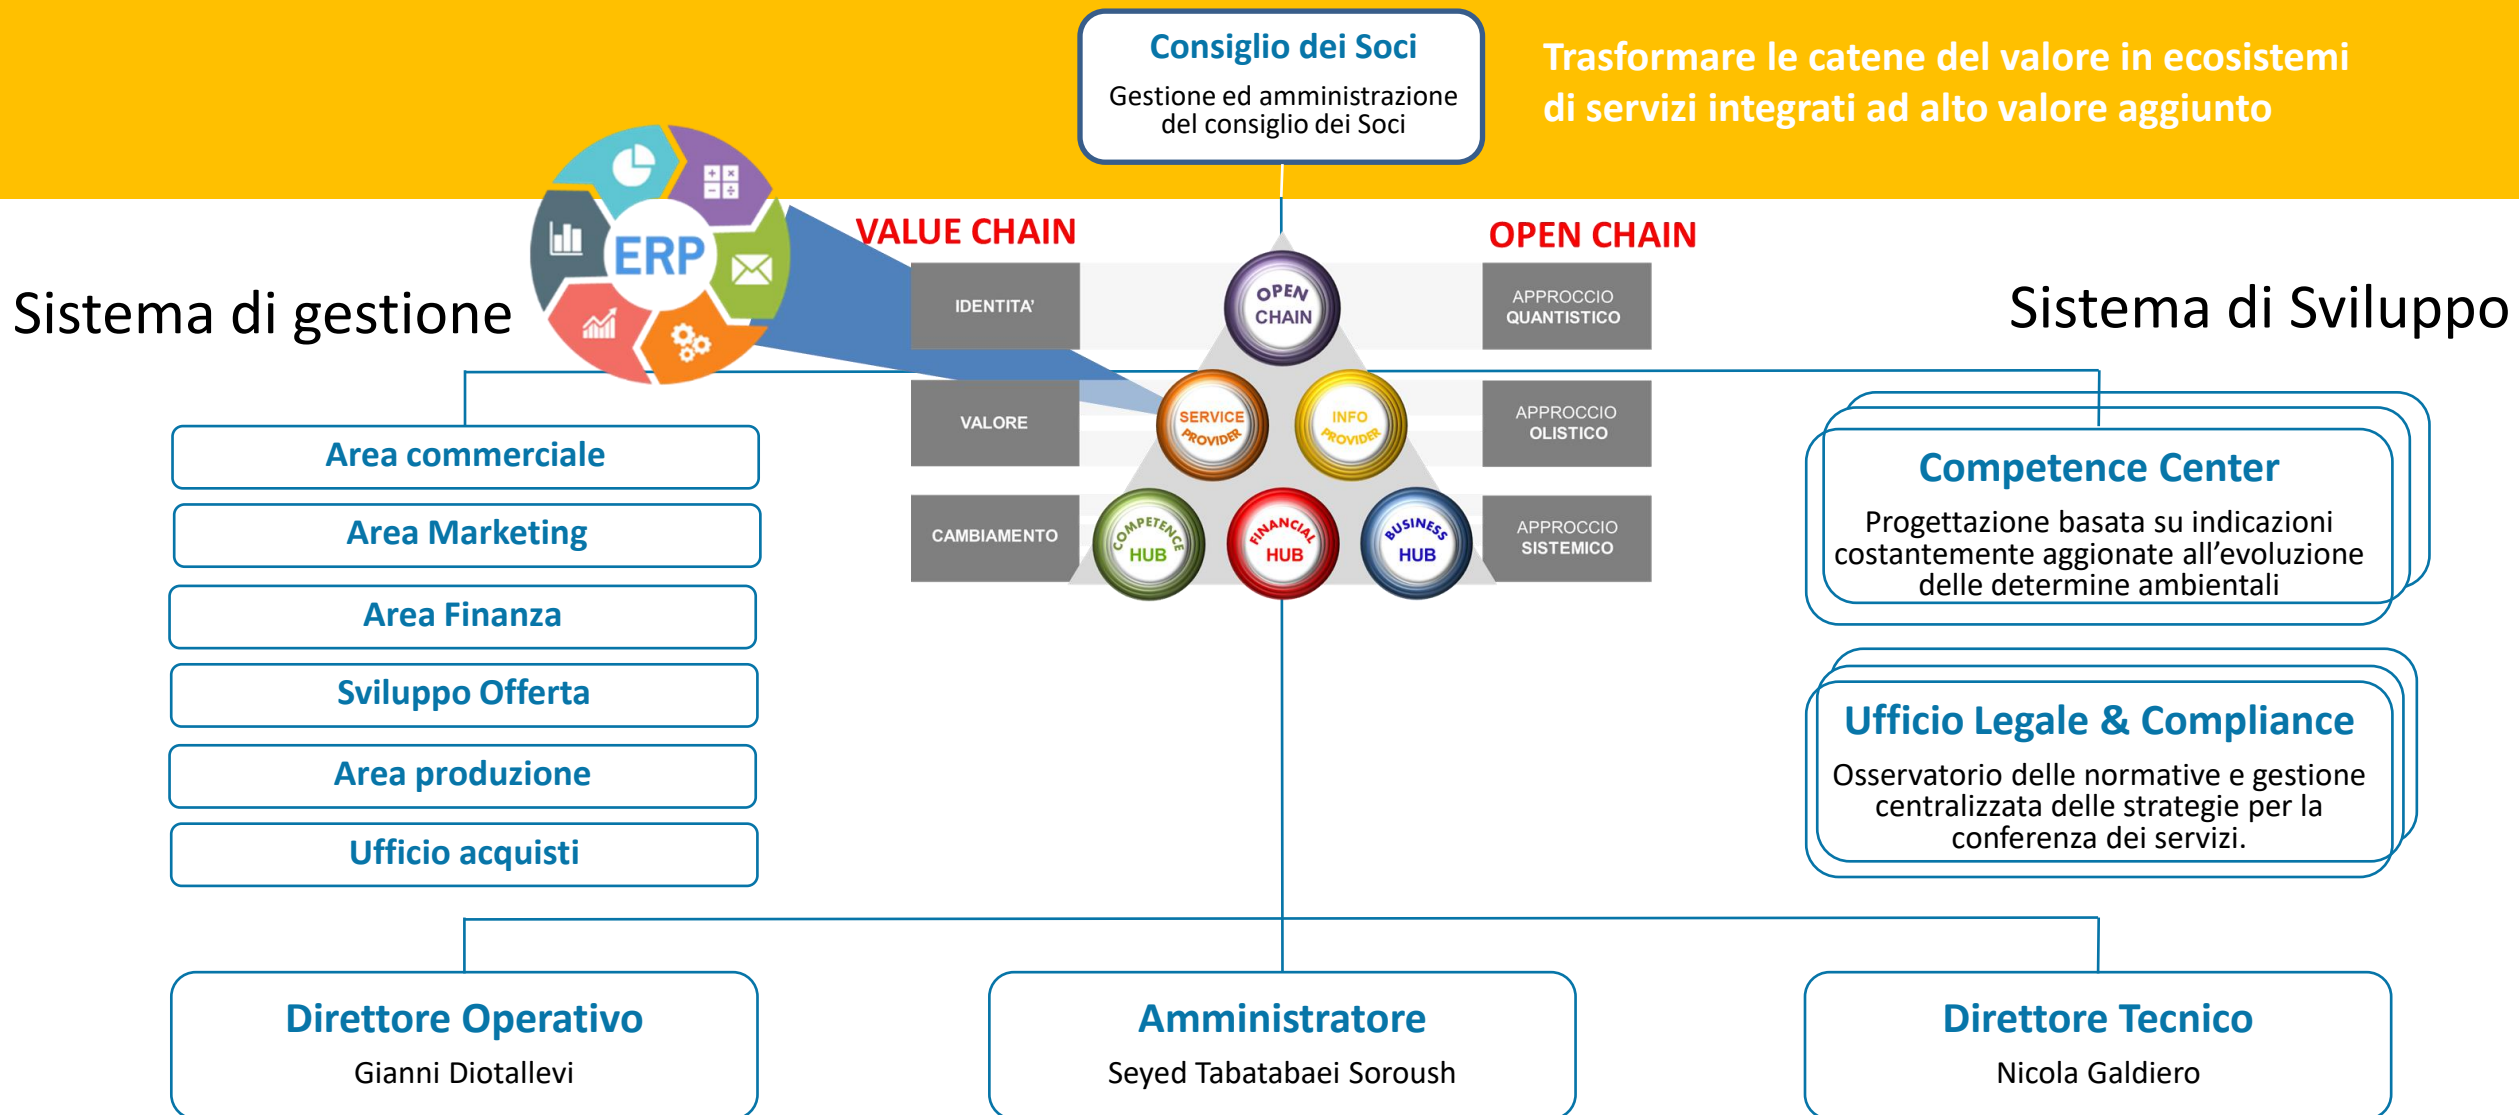 Consiglio dei Soci
Gestione ed amministrazione
del consiglio dei Soci
Trasformare le catene del valore in ecosistemi
di servizi integrati ad alto valore aggiunto
ERP
VALUE CHAIN
OPEN CHAIN
Sistema di gestione
Sistema di Sviluppo
IDENTITA'
OPEN
CHAIN
APPROCCIO
QUANTISTICO
VALORE
SERVICE
PROVIDER
INFO
PROVIDER
APPROCCIO
OLISTICO
CAMBIAMENTO
COMPETENCE
HUB
FINANCIAL
HUB
BUSINESS
HUB
APPROCCIO
SISTEMICO
Area commerciale
Area Marketing
Area Finanza
Sviluppo Offerta
Area produzione
Ufficio acquisti
Competence Center
Progettazione basata su indicazioni
costantemente aggionate all’evoluzione
delle determine ambientali
Ufficio Legale & Compliance
Osservatorio delle normative e gestione
centralizzata delle strategie per la
conferenza dei servizi.
Direttore Operativo
Gianni Diotallevi
Amministratore
Seyed Tabatabaei Soroush
Direttore Tecnico
Nicola Galdiero